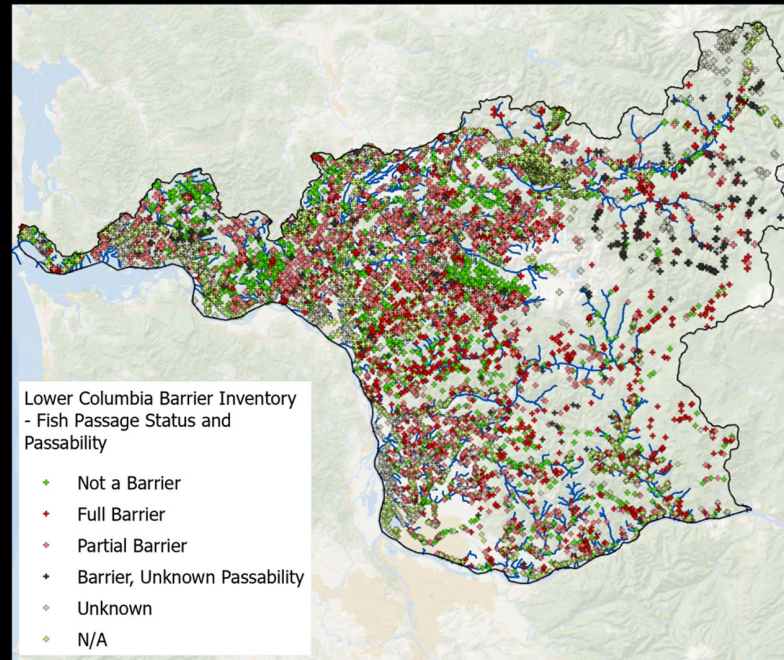 Lower Columbia Barrier Inventory
- Fish Passage Status and
Passability
Not a Barrier
Full Barrier
Partial Barrier
Barrier, Unknown Passability
Unknown
N/A